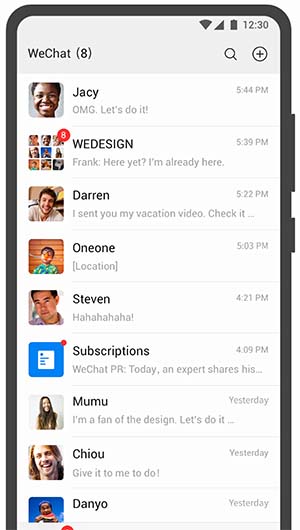 12:30
WeChat (8)
Jacy 5:44 PM
OMG. Let's do it!
8
WEDESIGN 5:39 PM
Frank: Here yet? I'm already here.
Darren 5:22 PM
I sent you my vacation video. Check it ...
Oneone 5:03 PM
[Location]
Steven 4:21 PM
Hahahahaha!
Subscriptions 4:09 PM
WeChat PR: Today, an expert shares his...
Mumu Yesterday
I'm a fan of the design. Let's do it ...
Chiou Yesterday
Give it to me to do!
Danyo Yesterday